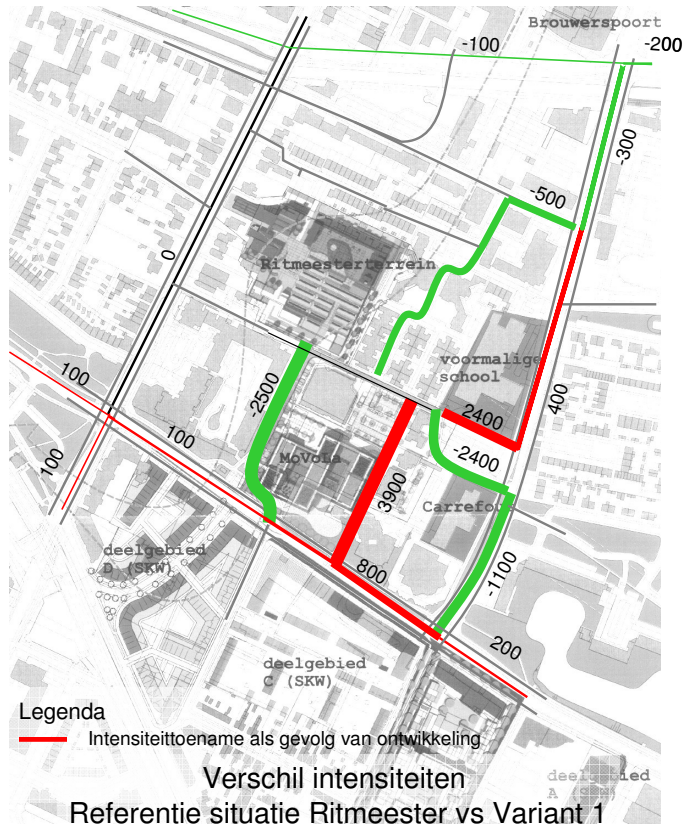 Brouwerspoort
-200
-100
-300
-500
0
Ritmeesterterrein
voormalige
school
400
100
-2500
2400
100
-2400
MoVoLa
3900
100
Carrefour
deelgebied
D (SKW)
800
-1100
200
deelgebied
C (SKW)
Legenda
Intensiteittoename als gevolg van ontwikkeling
Verschil intensiteiten
deelgebied
Referentie situatie Ritmeester vs Variant 1